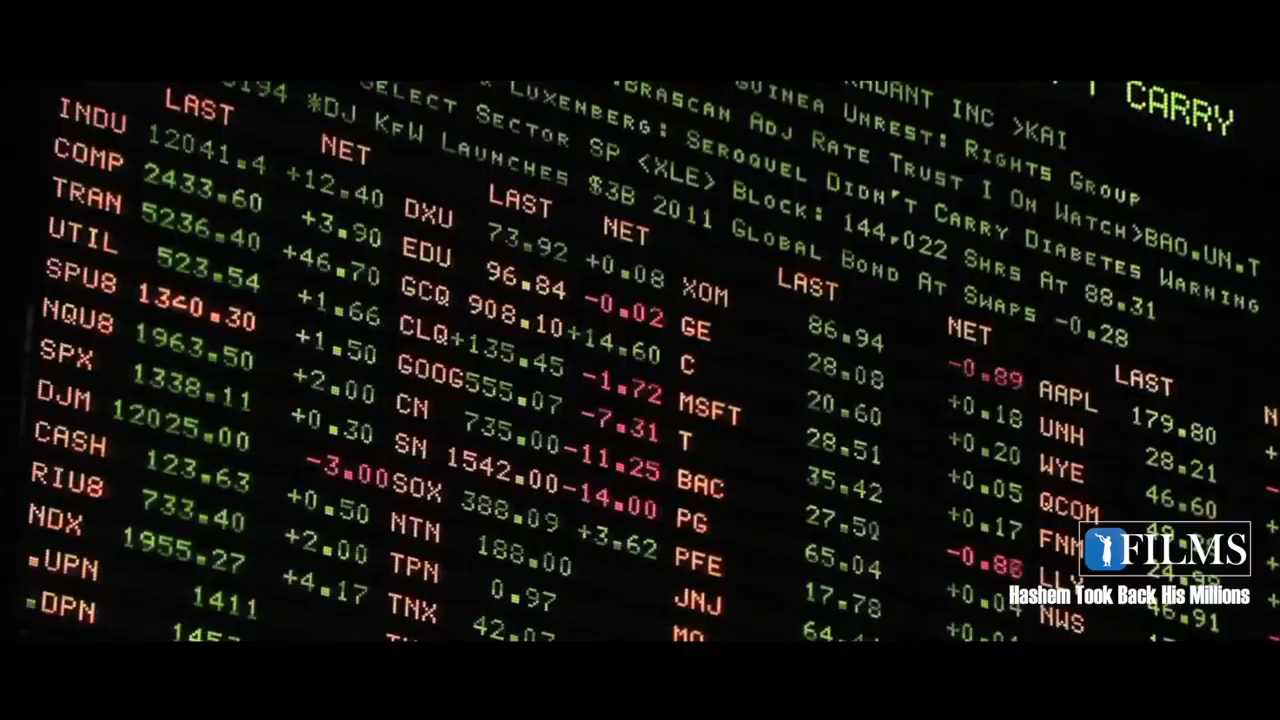 CARRY
INC >KAI
GUINEA UNREST: RIGHTS GROUP
:BRASCAN ADJ RATE TRUST I ON WATCH>BAO.UN.T
LUXENBERG: SEROQUEL DIDN'T CARRY DIABETES WARNING
SELECT SECTOR SP <XLE> BLOCK: 144,022 SHRS AT 88.31
*DJ KFW LAUNCHES $3B 2011 GLOBAL BOND AT SWAPS -0.28
LAST NET
INDU 12041.4 +12.40
COMP 2433.60 +3.90
TRAN 5236.40 +46.70
UTIL 523.54 +1.66
SPU8 1340.30 +1.50
NQU8 1963.50 +2.00
SPX 1338.11 +0.30
DJM 12025.00 -3.00
CASH 123.63 +0.50
RIU8 733.40 +2.00
NDX 1955.27 +4.17
.UPN 1411
.DPN
LAST NET
DXU 73.92 +0.08
EDU 96.84 -0.02
GCQ 908.10+14.60
CLQ+135.45 -1.72
GOOG555.07 -7.31
CN 735.00-11.25
SN 1542.00-14.00
SOX 388.09 +3.62
NTN 188.00
TPN 0.97
TNX 42.07
LAST NET
XOM 86.94 -0.89
GE 28.08 +0.18
C 20.60 +0.20
MSFT 28.51 +0.05
T 35.42 +0.17
BAC 27.50 -0.86
PG 65.04 +0.04
PFE 17.78
JNJ
MO
LAST
AAPL 179.80
UNH 28.21
WYE 46.60
QCOM
FNM 24.98
LLY 46.91
NWS
FILMS
Hashem Took Back His Millions